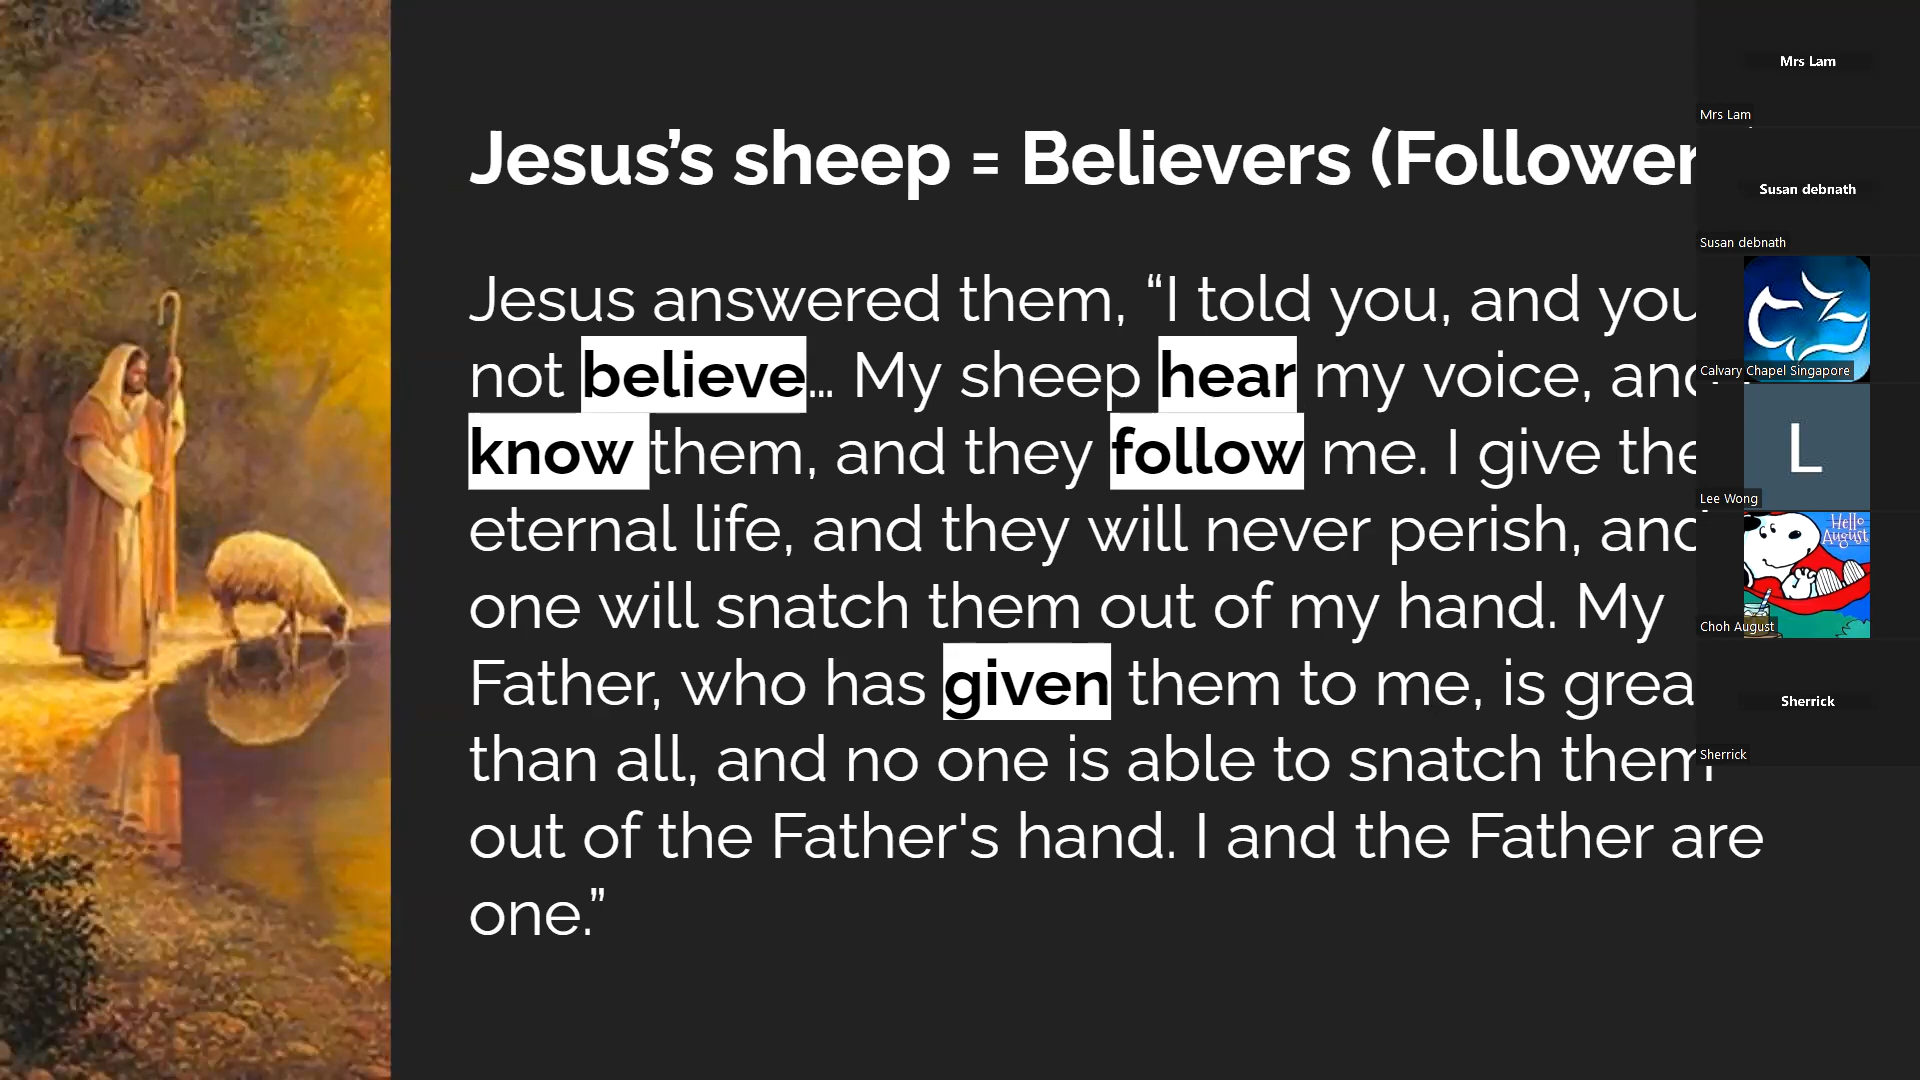 Jesus’s sheep = Believers (Follower
Jesus answered them, “I told you, and you
not believe... My sheep hear my voice, and
know them, and they follow me. I give the
eternal life, and they will never perish, and
one will snatch them out of my hand. My
Father, who has given them to me, is grea
than all, and no one is able to snatch them
out of the Father's hand. I and the Father are
one.”
Mrs Lam
Mrs Lam
Susan debnath
Susan debnath
Calvary Chapel Singapore
L
Lee Wong
Hello
August
Choh August
Sherrick
Sherrick